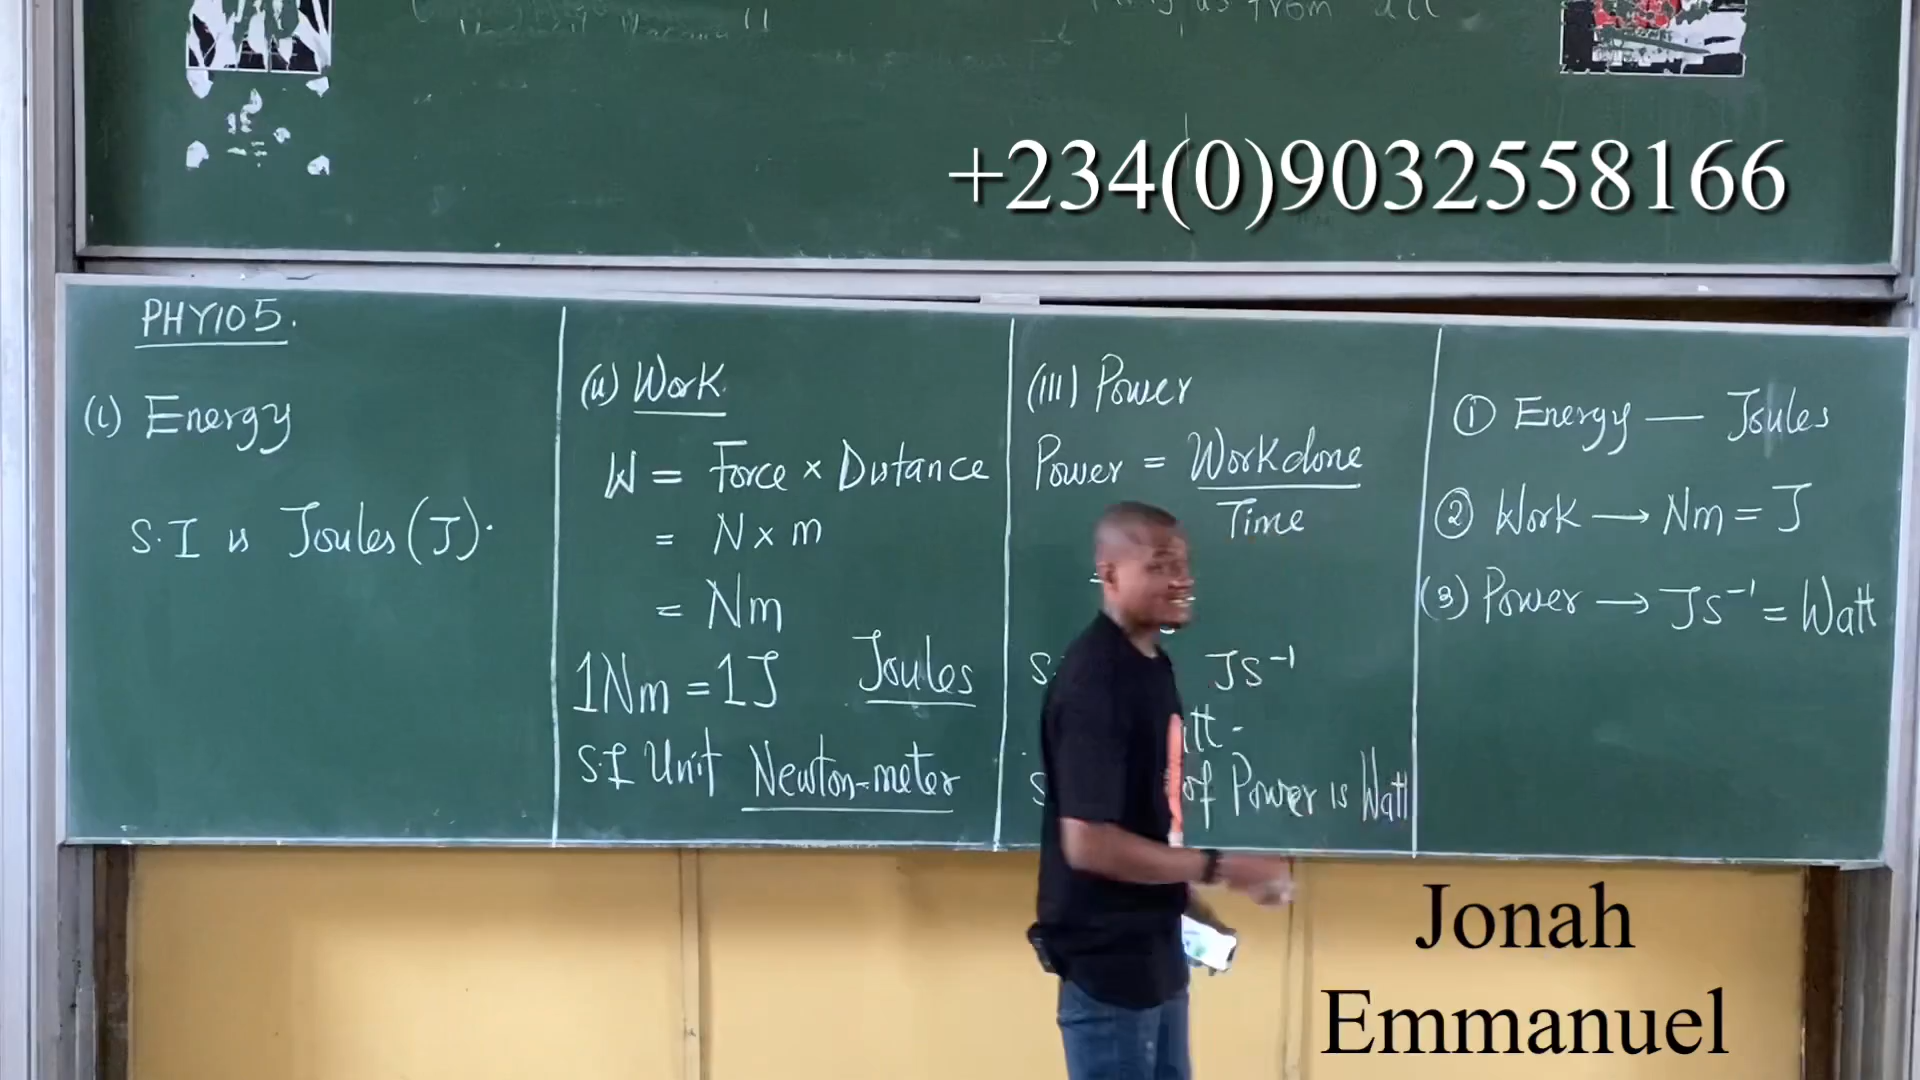 +234(0)9032558166
PHY105.
(i) Energy
S.I is Joules (J).
(ii) Work
W = Force × Distance
= N × m
= Nm
1Nm = 1J Joules
S.I Unit Newton-meter
(iii) Power
Power = Workdone
Time
JS⁻¹
of Power is Watt
① Energy — Joules
② Work → Nm = J
(3) Power → JS⁻¹ = Watt
Jonah
Emmanuel